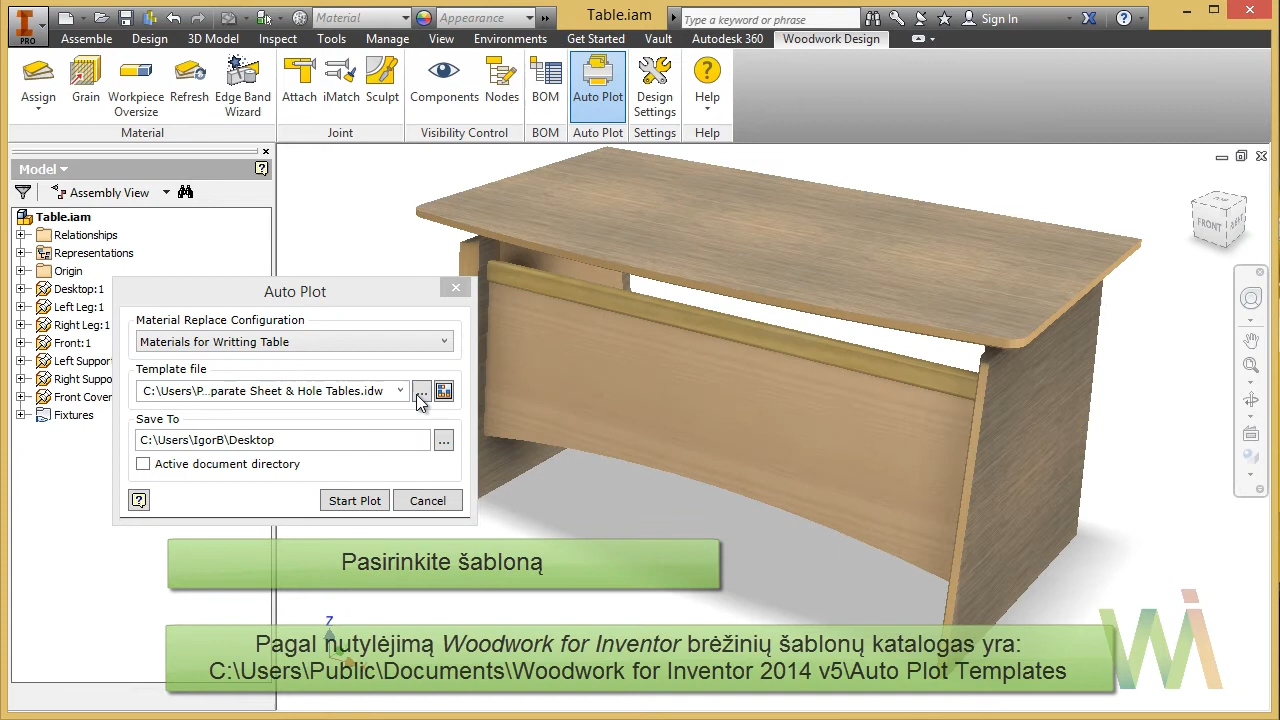 PRO
Material
Appearance
Table.iam
Type a keyword or phrase
Sign In
Assemble
Design
3D Model
Inspect
Tools
Manage
View
Environments
Get Started
Vault
Autodesk 360
Woodwork Design
Assign
Grain
Workpiece
Oversize
Refresh
Edge Band
Wizard
Attach
iMatch
Sculpt
Components
Nodes
BOM
Auto Plot
Design
Settings
Help
Material
Joint
Visibility Control
BOM
Auto Plot
Settings
Help
Model
Assembly View
Table.iam
Relationships
Representations
Origin
Desktop:1
Left Leg:1
Right Leg:1
Front:1
Left Support
Right Suppo
Front Cover
Fixtures
FRONT
Auto Plot
Material Replace Configuration
Materials for Writting Table
Template file
C:\Users\P...parate Sheet & Hole Tables.idw
...
Save To
C:\Users\IgorB\Desktop
...
Active document directory
Start Plot
Cancel
Pasirinkite šabloną
Z
Pagal nutylėjimą Woodwork for Inventor brėžinių šablonų katalogas yra:
C:\Users\Public\Documents\Woodwork for Inventor 2014 v5\Auto Plot Templates